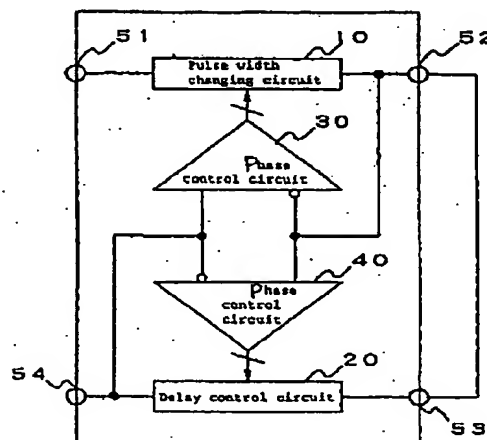 51
10
52
Pulse width
changing circuit
30
Phase
control circuit
40
Phase
control
circuit
20
54
Delay control circuit
53